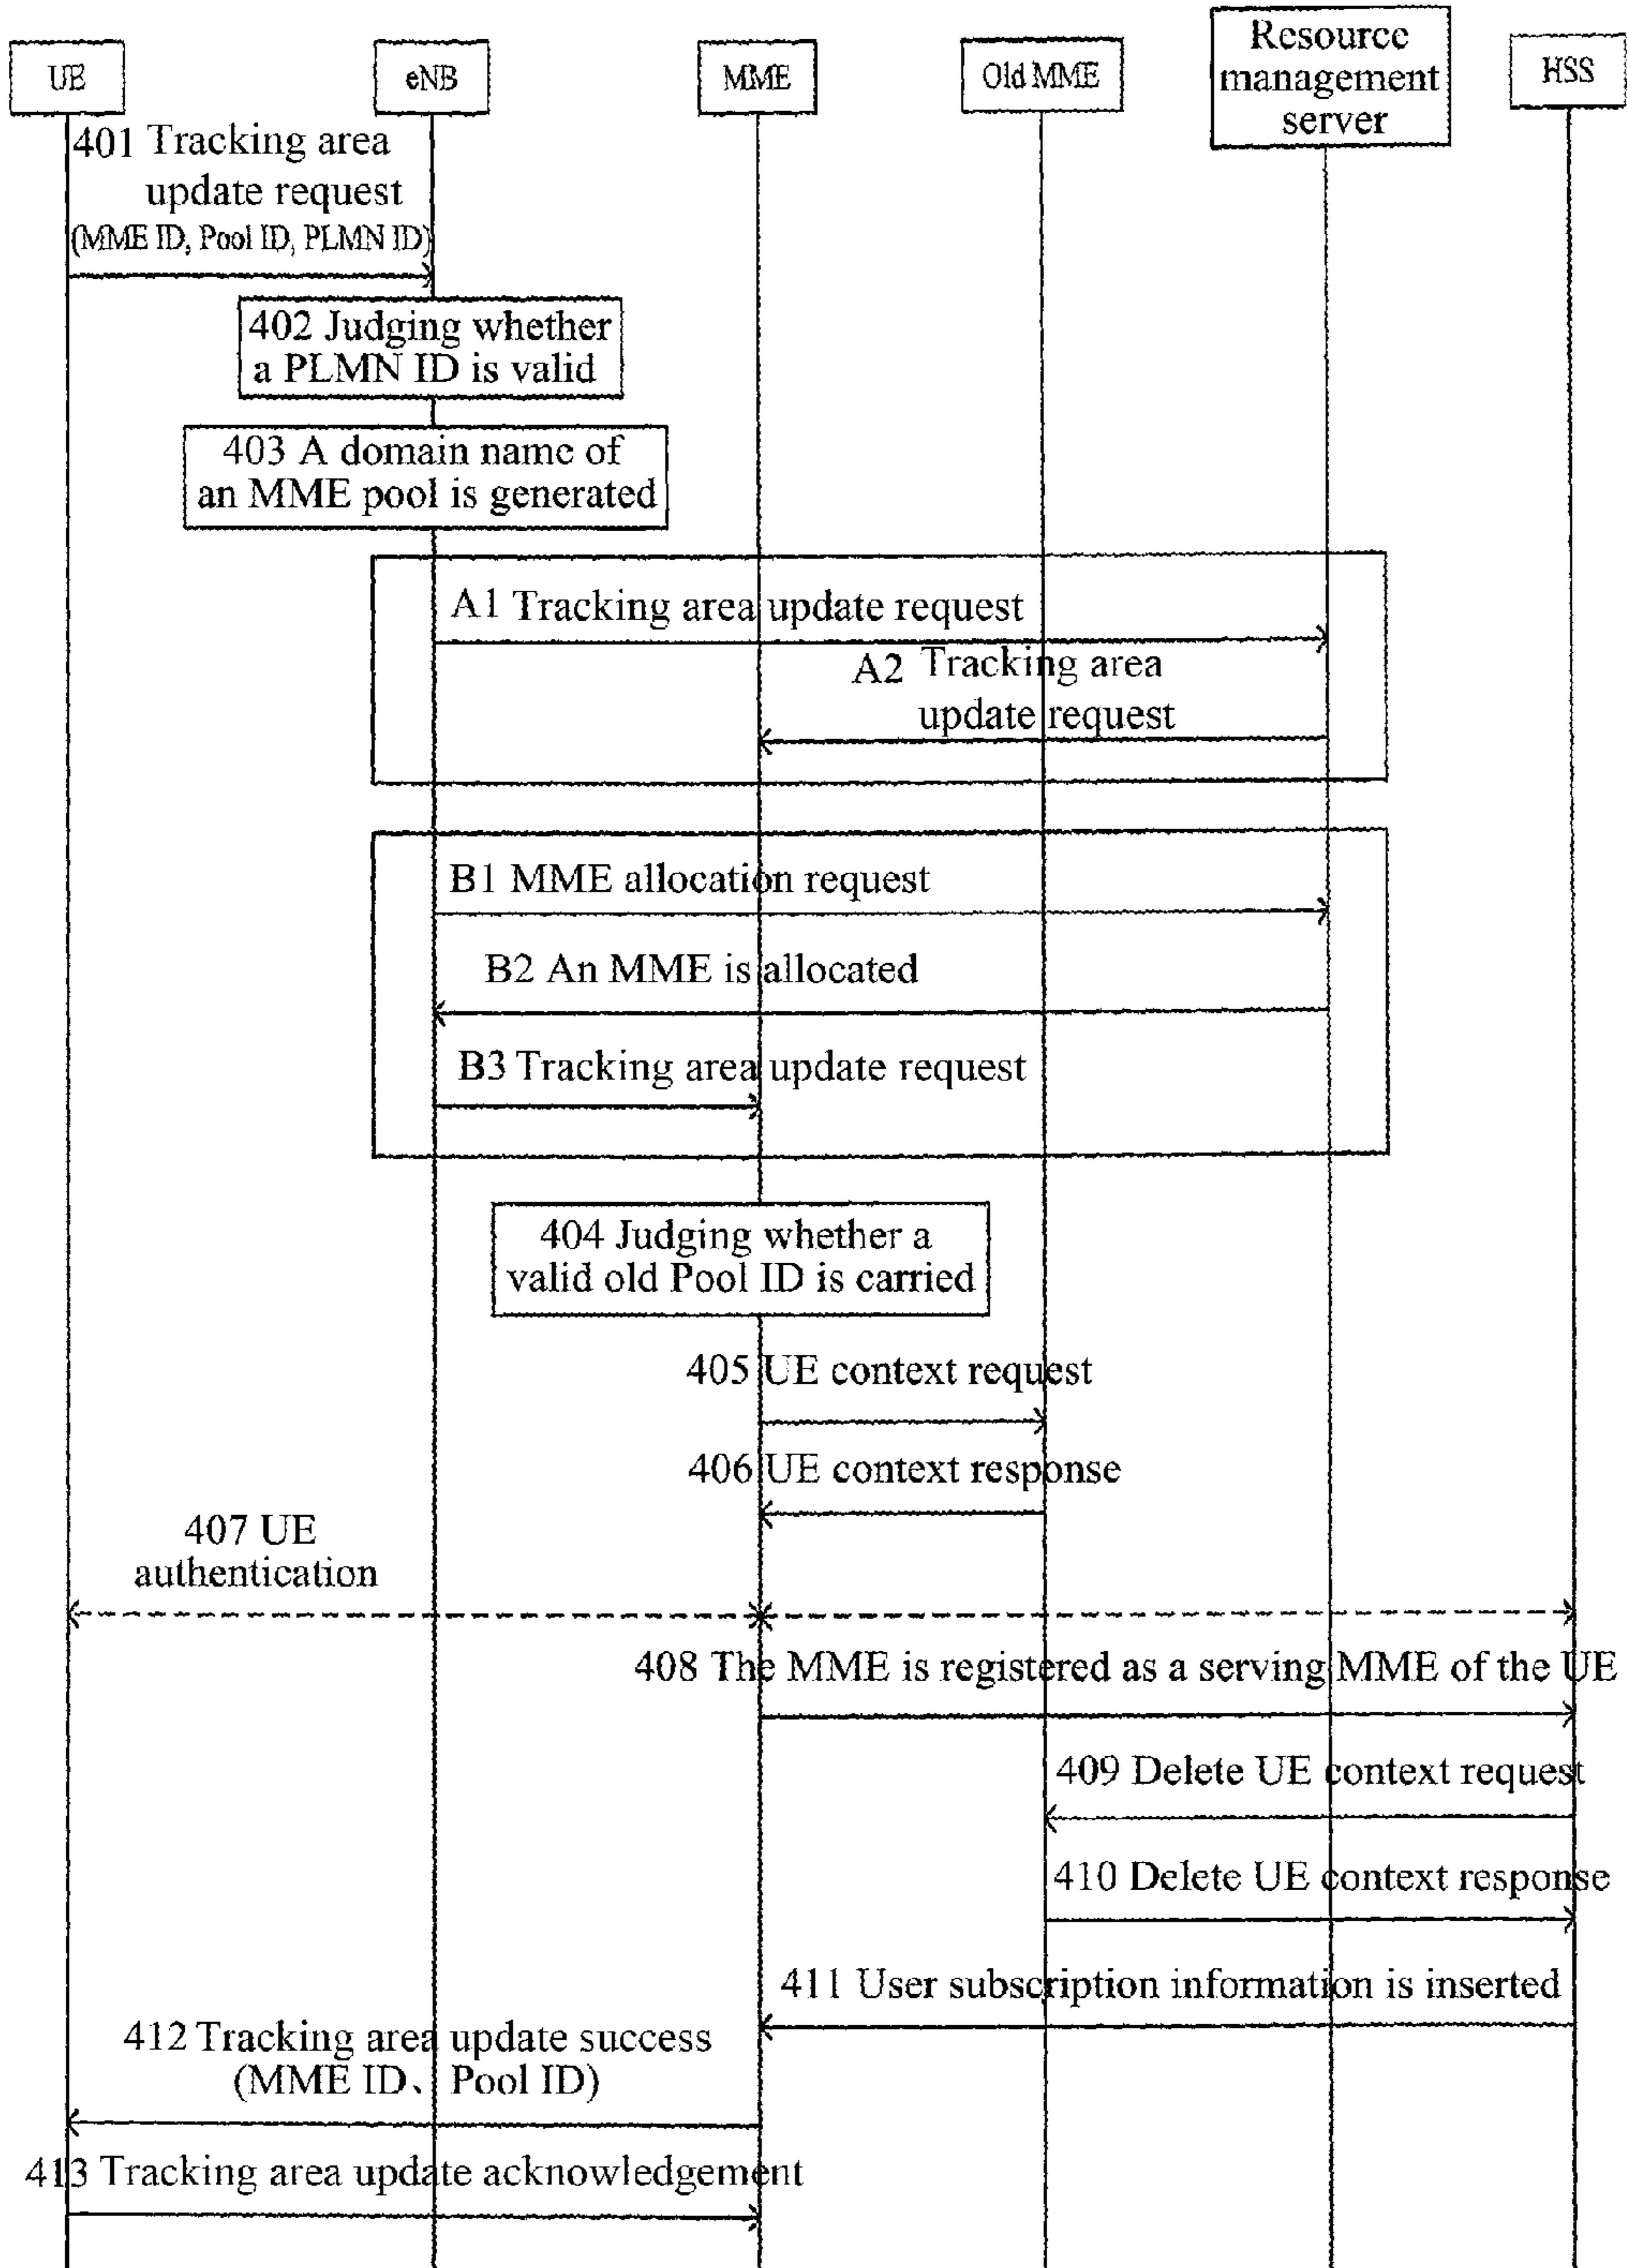 UE
eNB
MME
Old MME
Resource
management
server
HSS
401 Tracking area
update request
(MME ID, Pool ID, PLMN ID)
402 Judging whether
a PLMN ID is valid
403 A domain name of
an MME pool is generated
A1 Tracking area update request
A2 Tracking area
update request
B1 MME allocation request
B2 An MME is allocated
B3 Tracking area update request
404 Judging whether a
valid old Pool ID is carried
405 UE context request
406 UE context response
407 UE
authentication
408 The MME is registered as a serving MME of the UE
409 Delete UE context request
410 Delete UE context response
411 User subscription information is inserted
412 Tracking area update success
(MME ID、Pool ID)
413 Tracking area update acknowledgement